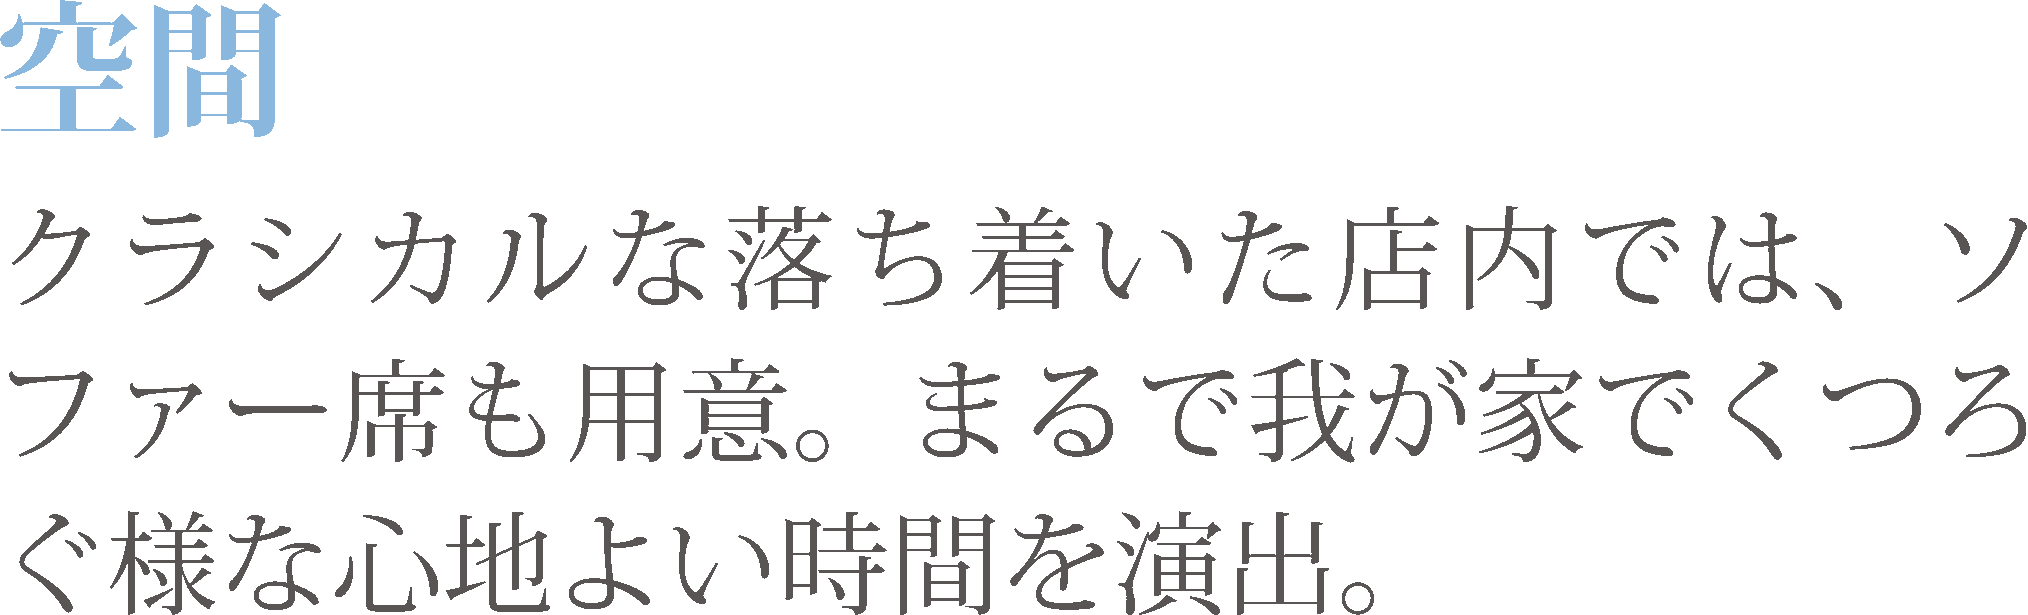 空間
クラシカルな落ち着いた店内では、ソ
ファー席も用意。まるで我が家でくつろ
ぐ様な心地よい時間を演出。